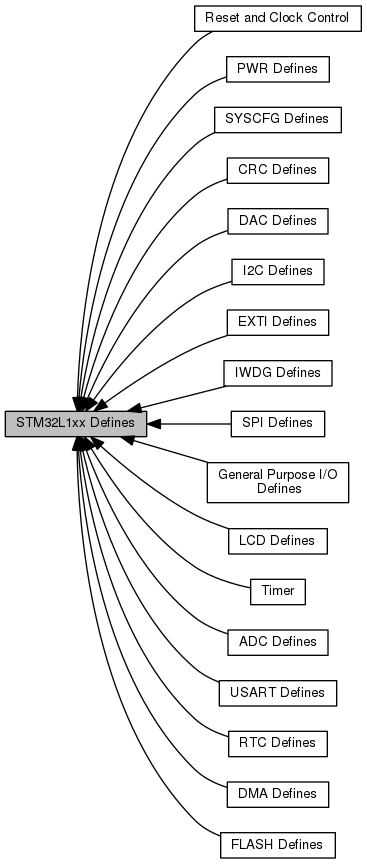 Reset and Clock Control
PWR Defines
SYSCFG Defines
CRC Defines
DAC Defines
I2C Defines
EXTI Defines
IWDG Defines
STM32L1xx Defines
SPI Defines
General Purpose I/O
Defines
LCD Defines
Timer
ADC Defines
USART Defines
RTC Defines
DMA Defines
FLASH Defines